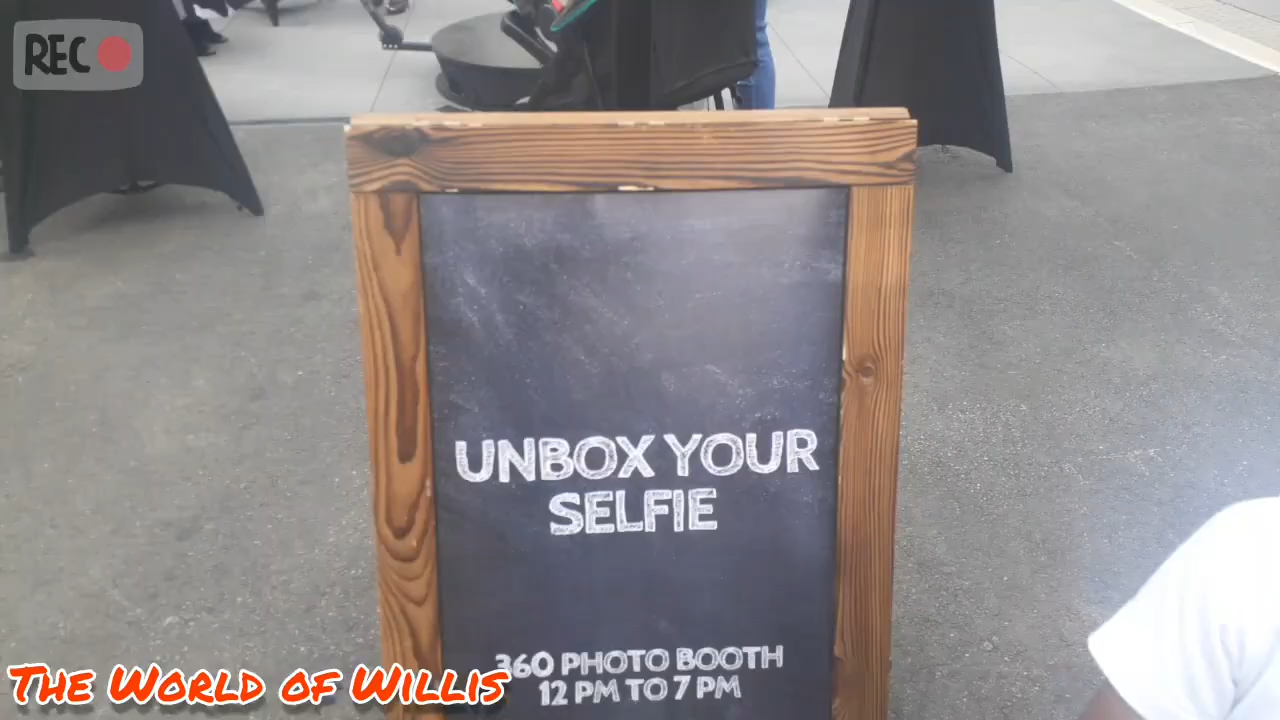 REC
UNBOX YOUR
SELFIE
360 PHOTO BOOTH
12 PM TO 7 PM
THE WORLD OF WILLIS